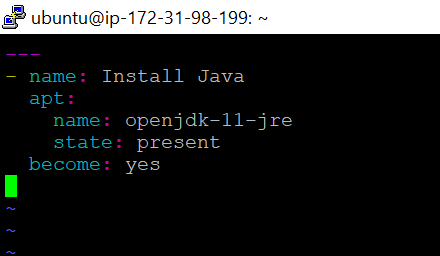 ubuntu@ip-172-31-98-199: ~
---
- name: Install Java
  apt:
    name: openjdk-11-jre
    state: present
  become: yes
~
~
~